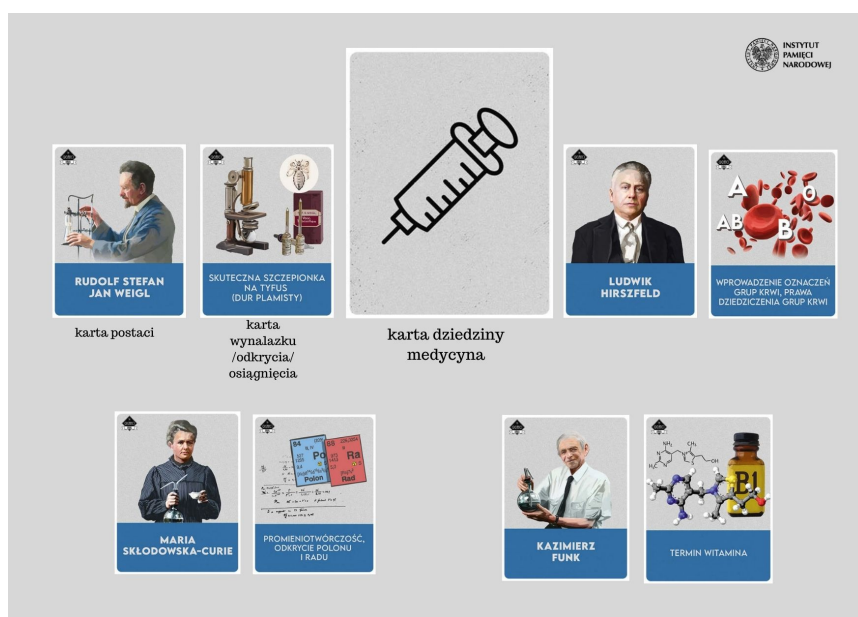 INSTYTUT
PAMIĘCI
NARODOWEJ
RUDOLF STEFAN
JAN WEIGL
karta postaci
SKUTECZNA SZCZEPIONKA
NA TYFUS
(DUR PLAMISTY)
karta
wynalazku
/odkrycia/
osiągnięcia
karta dziedziny
medycyna
LUDWIK
HIRSZFELD
A
O
AB
B
WPROWADZENIE OZNACZEŃ
GRUP KRWI, PRAWA
DZIEDZICZENIA GRUP KRWI
MARIA
SKŁODOWSKA-CURIE
84
Po
Polon
88
Ra
Rad
PROMIENIOTWÓRCZOŚĆ,
ODKRYCIE POLONU
I RADU
KAZIMIERZ
FUNK
B1
TERMIN WITAMINA